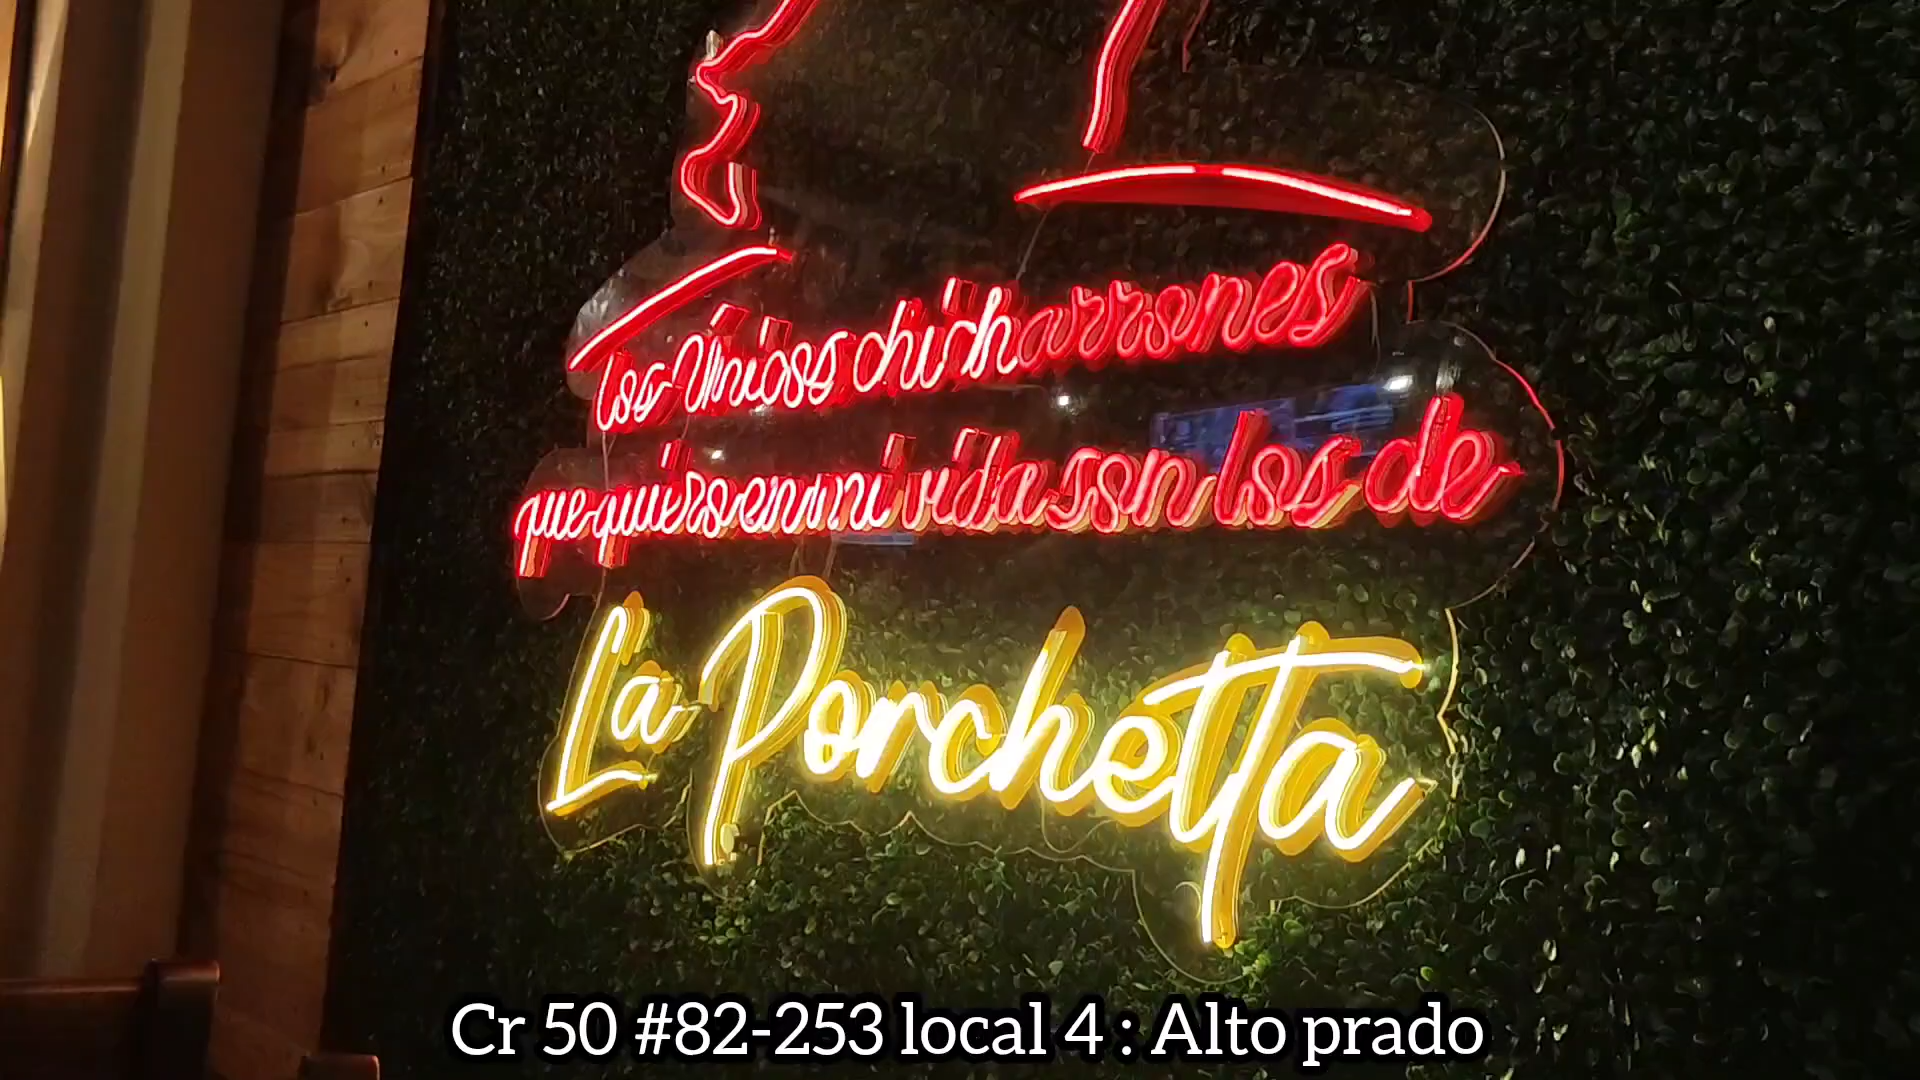 Los Unicos chicharrones
que quiero en mi vida son los de
La Porchetta
Cr 50 #82-253 local 4 : Alto prado